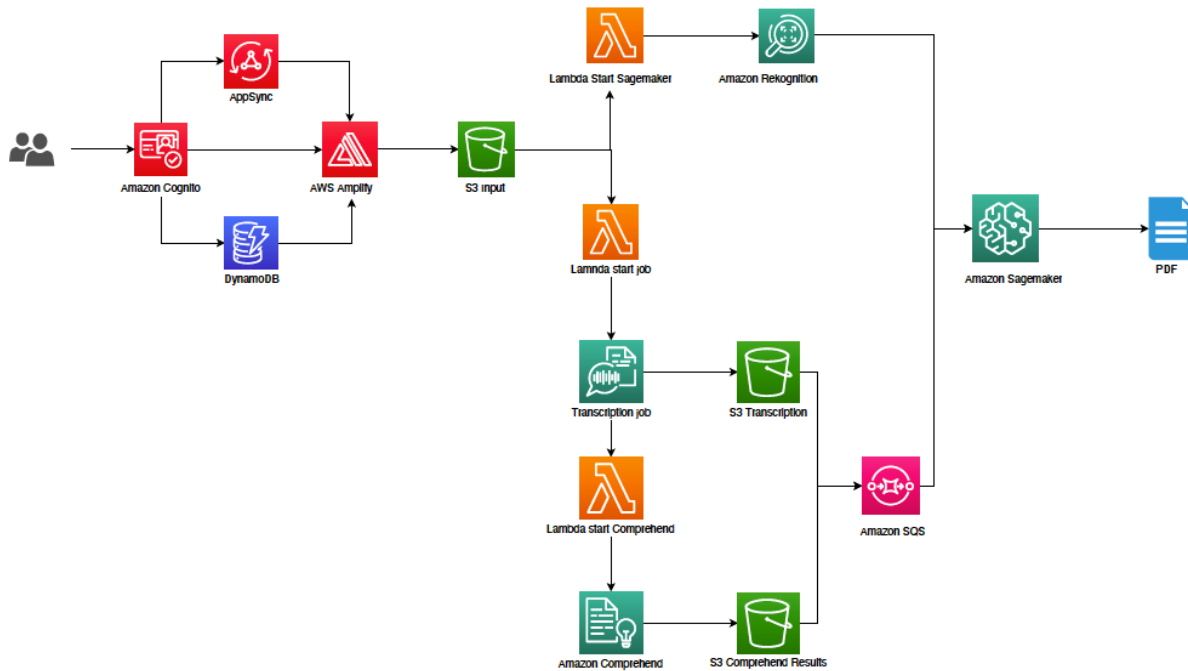 Lambda Start Sagemaker
Amazon Rekognition
AppSync
Amazon Cognito
AWS Amplify
S3 Input
DynamoDB
Lamnda start job
Amazon Sagemaker
PDF
Transcription job
S3 Transcription
Lambda start Comprehend
Amazon SQS
Amazon Comprehend
S3 Comprehend Results